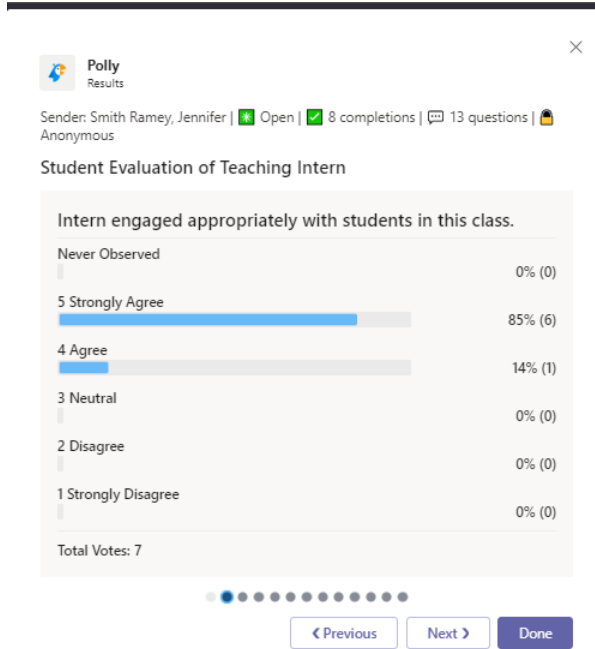 Polly
Results
Sender: Smith Ramey, Jennifer | Open | 8 completions | 13 questions |
Anonymous
Student Evaluation of Teaching Intern
Intern engaged appropriately with students in this class.
Never Observed
0% (0)
5 Strongly Agree
85% (6)
4 Agree
14% (1)
3 Neutral
0% (0)
2 Disagree
0% (0)
1 Strongly Disagree
0% (0)
Total Votes: 7
Previous Next Done